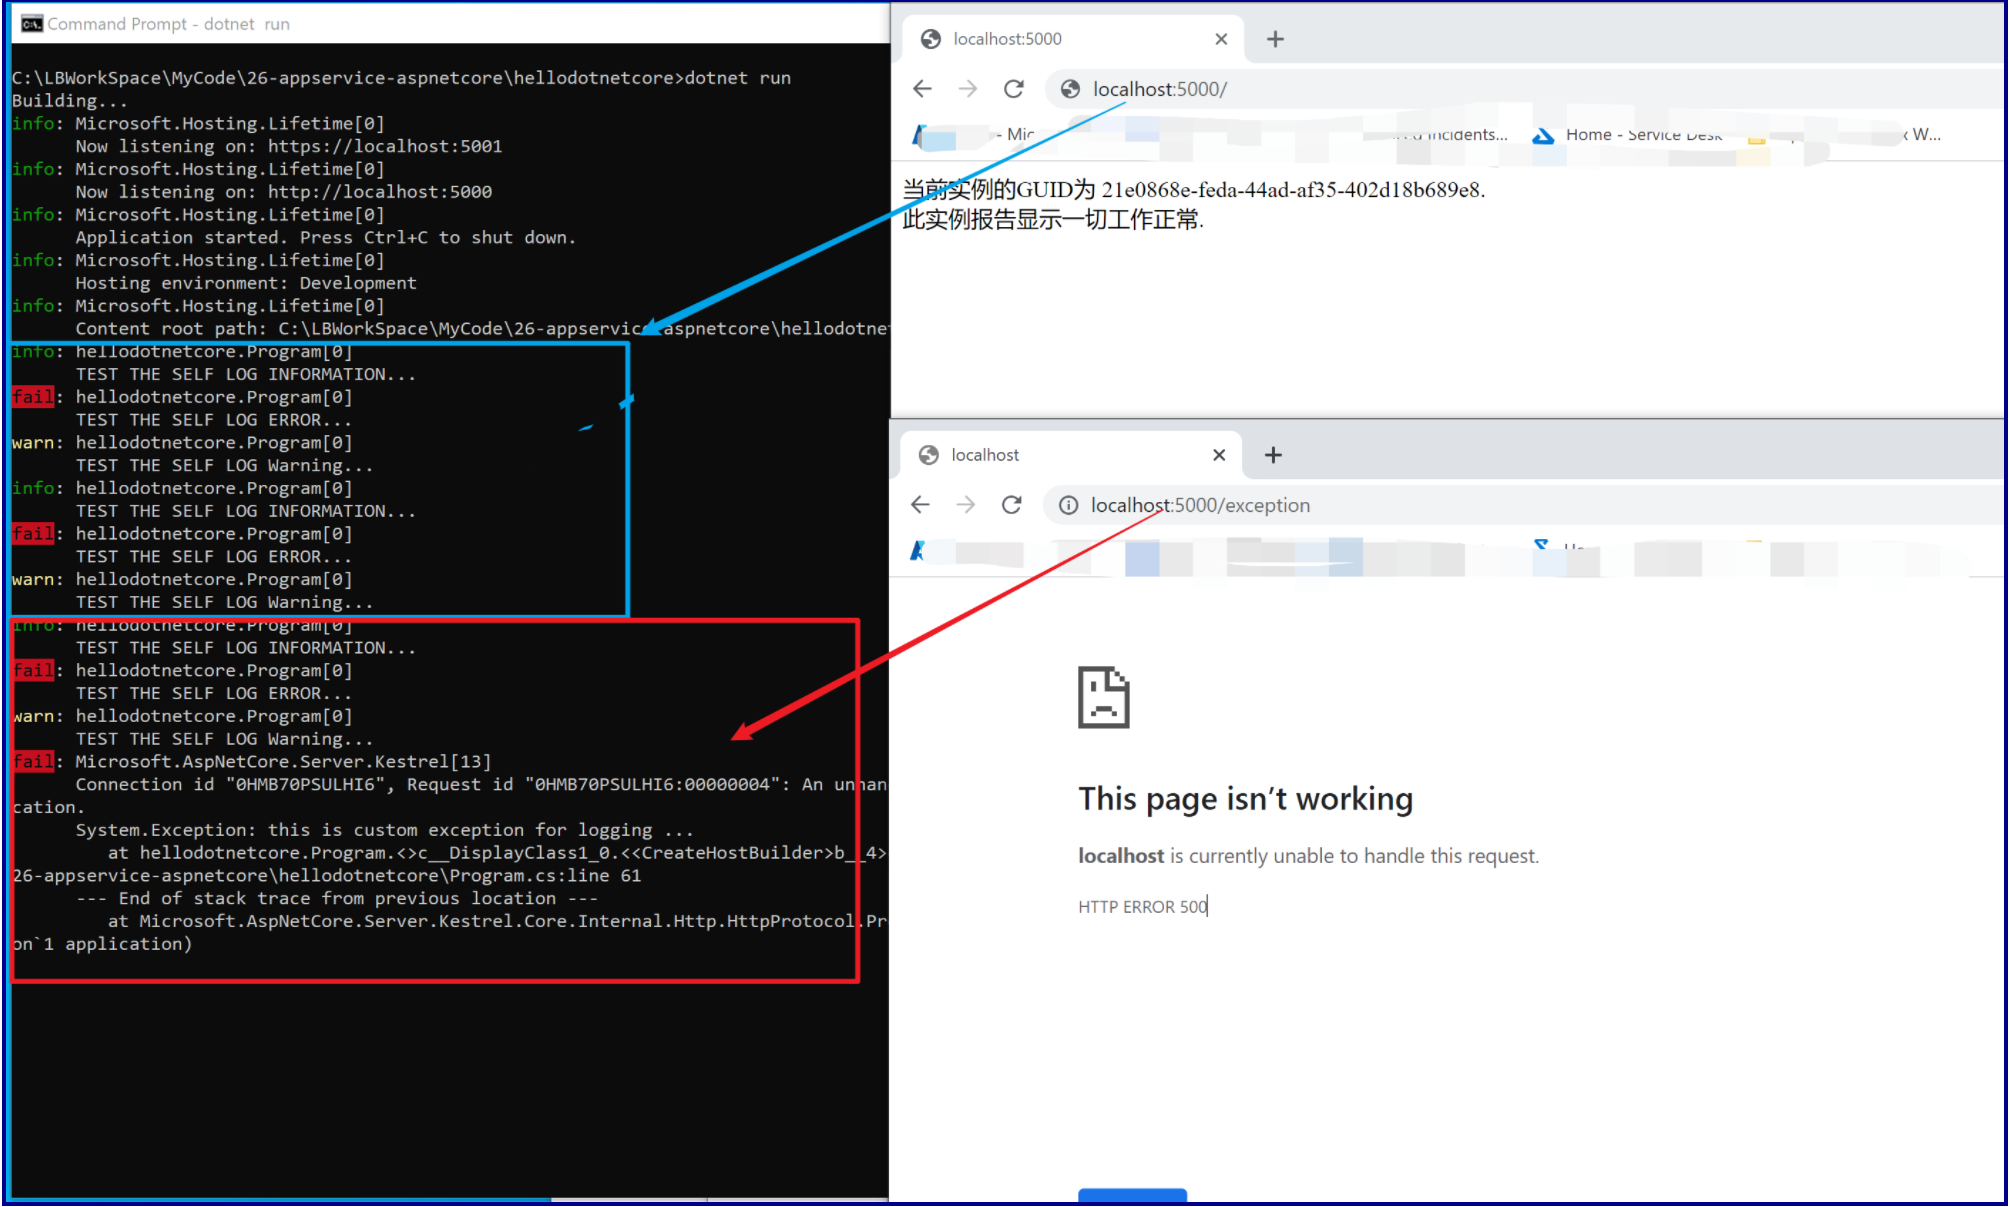 Command Prompt - dotnet  run
C:\LBWorkSpace\MyCode\26-appservice-aspnetcore\hellodotnetcore>dotnet run
Building...
info: Microsoft.Hosting.Lifetime[0]
Now listening on: https://localhost:5001
info: Microsoft.Hosting.Lifetime[0]
Now listening on: http://localhost:5000
info: Microsoft.Hosting.Lifetime[0]
Application started. Press Ctrl+C to shut down.
info: Microsoft.Hosting.Lifetime[0]
Hosting environment: Development
info: Microsoft.Hosting.Lifetime[0]
Content root path: C:\LBWorkSpace\MyCode\26-appservice-aspnetcore\hellodotne
info: hellodotnetcore.Program[0]
TEST THE SELF LOG INFORMATION...
fail: hellodotnetcore.Program[0]
TEST THE SELF LOG ERROR...
warn: hellodotnetcore.Program[0]
TEST THE SELF LOG Warning...
info: hellodotnetcore.Program[0]
TEST THE SELF LOG INFORMATION...
fail: hellodotnetcore.Program[0]
TEST THE SELF LOG ERROR...
warn: hellodotnetcore.Program[0]
TEST THE SELF LOG Warning...
info: hellodotnetcore.Program[0]
TEST THE SELF LOG INFORMATION...
fail: hellodotnetcore.Program[0]
TEST THE SELF LOG ERROR...
warn: hellodotnetcore.Program[0]
TEST THE SELF LOG Warning...
fail: Microsoft.AspNetCore.Server.Kestrel[13]
Connection id "0HMB70PSULHI6", Request id "0HMB70PSULHI6:00000004": An unhan
cation.
System.Exception: this is custom exception for logging ...
at hellodotnetcore.Program.<>c__DisplayClass1_0.<<CreateHostBuilder>b__4>
26-appservice-aspnetcore\hellodotnetcore\Program.cs:line 61
--- End of stack trace from previous location ---
at Microsoft.AspNetCore.Server.Kestrel.Core.Internal.Http.HttpProtocol.Pr
on`1 application)
localhost:5000
localhost:5000/
- Mic Incidents... Home - Service Desk W...
当前实例的GUID为 21e0868e-feda-44ad-af35-402d18b689e8.
此实例报告显示一切工作正常.
localhost
localhost:5000/exception
This page isn’t working
localhost is currently unable to handle this request.
HTTP ERROR 500